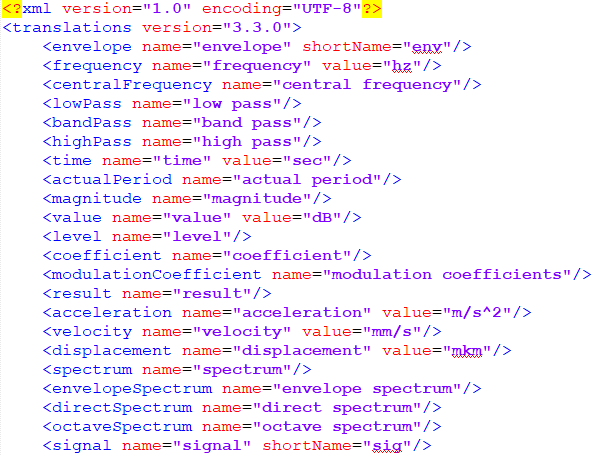 <?xml version="1.0" encoding="UTF-8"?>
<translations version="3.3.0">
    <envelope name="envelope" shortName="env"/>
    <frequency name="frequency" value="hz"/>
    <centralFrequency name="central frequency"/>
    <lowPass name="low pass"/>
    <bandPass name="band pass"/>
    <highPass name="high pass"/>
    <time name="time" value="sec"/>
    <actualPeriod name="actual period"/>
    <magnitude name="magnitude"/>
    <value name="value" value="dB"/>
    <level name="level"/>
    <coefficient name="coefficient"/>
    <modulationCoefficient name="modulation coefficients"/>
    <result name="result"/>
    <acceleration name="acceleration" value="m/s^2"/>
    <velocity name="velocity" value="mm/s"/>
    <displacement name="displacement" value="mkm"/>
    <spectrum name="spectrum"/>
    <envelopeSpectrum name="envelope spectrum"/>
    <directSpectrum name="direct spectrum"/>
    <octaveSpectrum name="octave spectrum"/>
    <signal name="signal" shortName="sig"/>